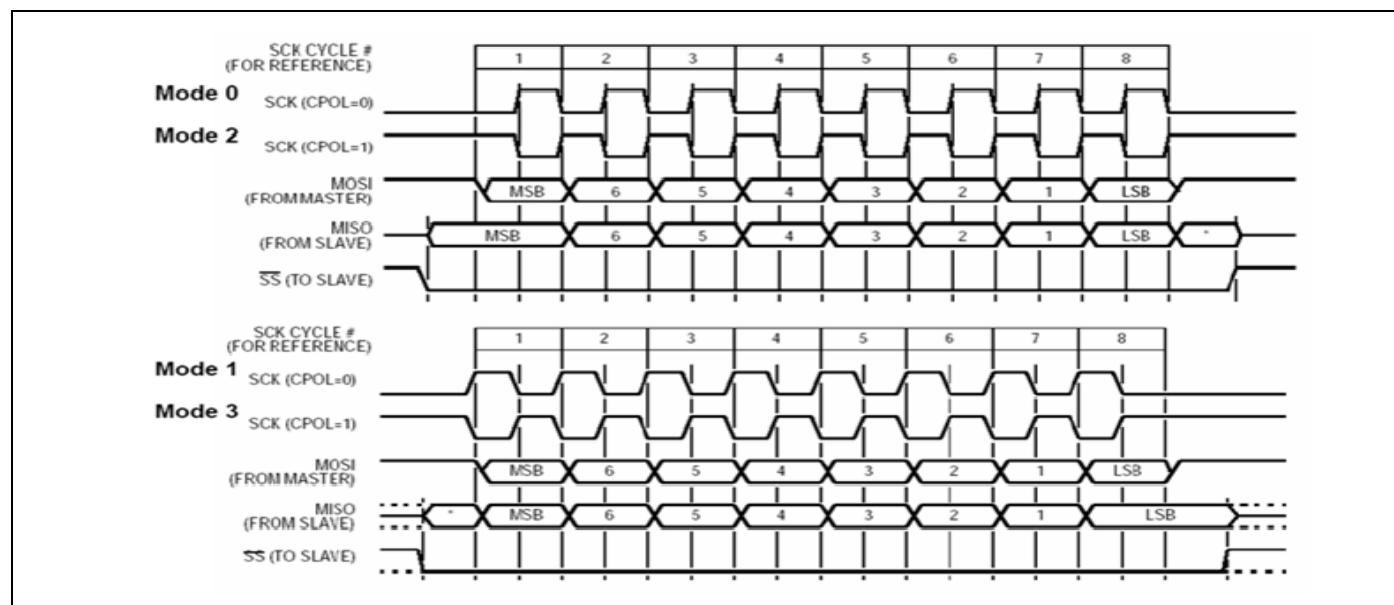 SCK CYCLE #
(FOR REFERENCE)
1 2 3 4 5 6 7 8
Mode 0
SCK (CPOL=0)
Mode 2
SCK (CPOL=1)
MOSI
(FROM MASTER)
MSB 6 5 4 3 2 1 LSB
MISO
(FROM SLAVE)
MSB 6 5 4 3 2 1 LSB *
SS (TO SLAVE)
SCK CYCLE #
(FOR REFERENCE)
1 2 3 4 5 6 7 8
Mode 1
SCK (CPOL=0)
Mode 3
SCK (CPOL=1)
MOSI
(FROM MASTER)
MSB 6 5 4 3 2 1 LSB
MISO
(FROM SLAVE)
* MSB 6 5 4 3 2 1 LSB
SS (TO SLAVE)